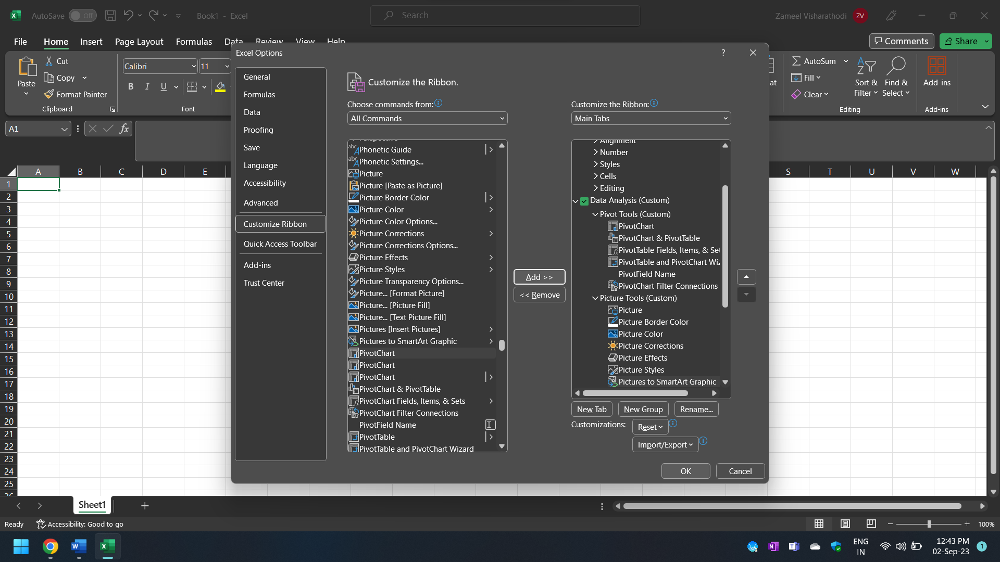 AutoSave Off Book1 - Excel Search Zameel Visharathodi ZV
File Home Insert Page Layout Formulas Data Review View Help Comments Share
Excel Options ?
Paste
Cut
Copy
Format Painter
Clipboard
Calibri 11
B I U
Font
AutoSum
Fill
Clear
Sort & Filter
Find & Select
Editing
Add-ins
Add-ins
A1 fx
General
Formulas
Data
Proofing
Save
Language
Accessibility
Advanced
Customize Ribbon
Quick Access Toolbar
Add-ins
Trust Center
Customize the Ribbon.
Choose commands from:
All Commands
Phonetic Guide
Phonetic Settings...
Picture
Picture [Paste as Picture]
Picture Border Color
Picture Color
Picture Color Options...
Picture Corrections
Picture Corrections Options...
Picture Effects
Picture Styles
Picture Transparency Options...
Picture... [Format Picture]
Picture... [Picture Fill]
Picture... [Text Picture Fill]
Pictures [Insert Pictures]
Pictures to SmartArt Graphic
PivotChart
PivotChart
PivotChart
PivotChart & PivotTable
PivotChart Fields, Items, & Sets
PivotChart Filter Connections
PivotField Name
PivotTable
PivotTable and PivotChart Wizard
Add >>
<< Remove
Customize the Ribbon:
Main Tabs
Alignment
Number
Styles
Cells
Editing
Data Analysis (Custom)
Pivot Tools (Custom)
PivotChart
PivotChart & PivotTable
PivotTable Fields, Items, & Set
PivotTable and PivotChart Wiz
PivotField Name
PivotChart Filter Connections
Picture Tools (Custom)
Picture
Picture Border Color
Picture Color
Picture Corrections
Picture Effects
Picture Styles
Pictures to SmartArt Graphic
New Tab New Group Rename...
Customizations: Reset
Import/Export
OK Cancel
A B C D E S T U V W
1
2
3
4
5
6
7
8
9
10
11
12
13
14
15
16
17
18
19
20
21
22
23
24
25
Sheet1
Ready Accessibility: Good to go 100%
ENG
IN
12:43 PM
02-Sep-23
1